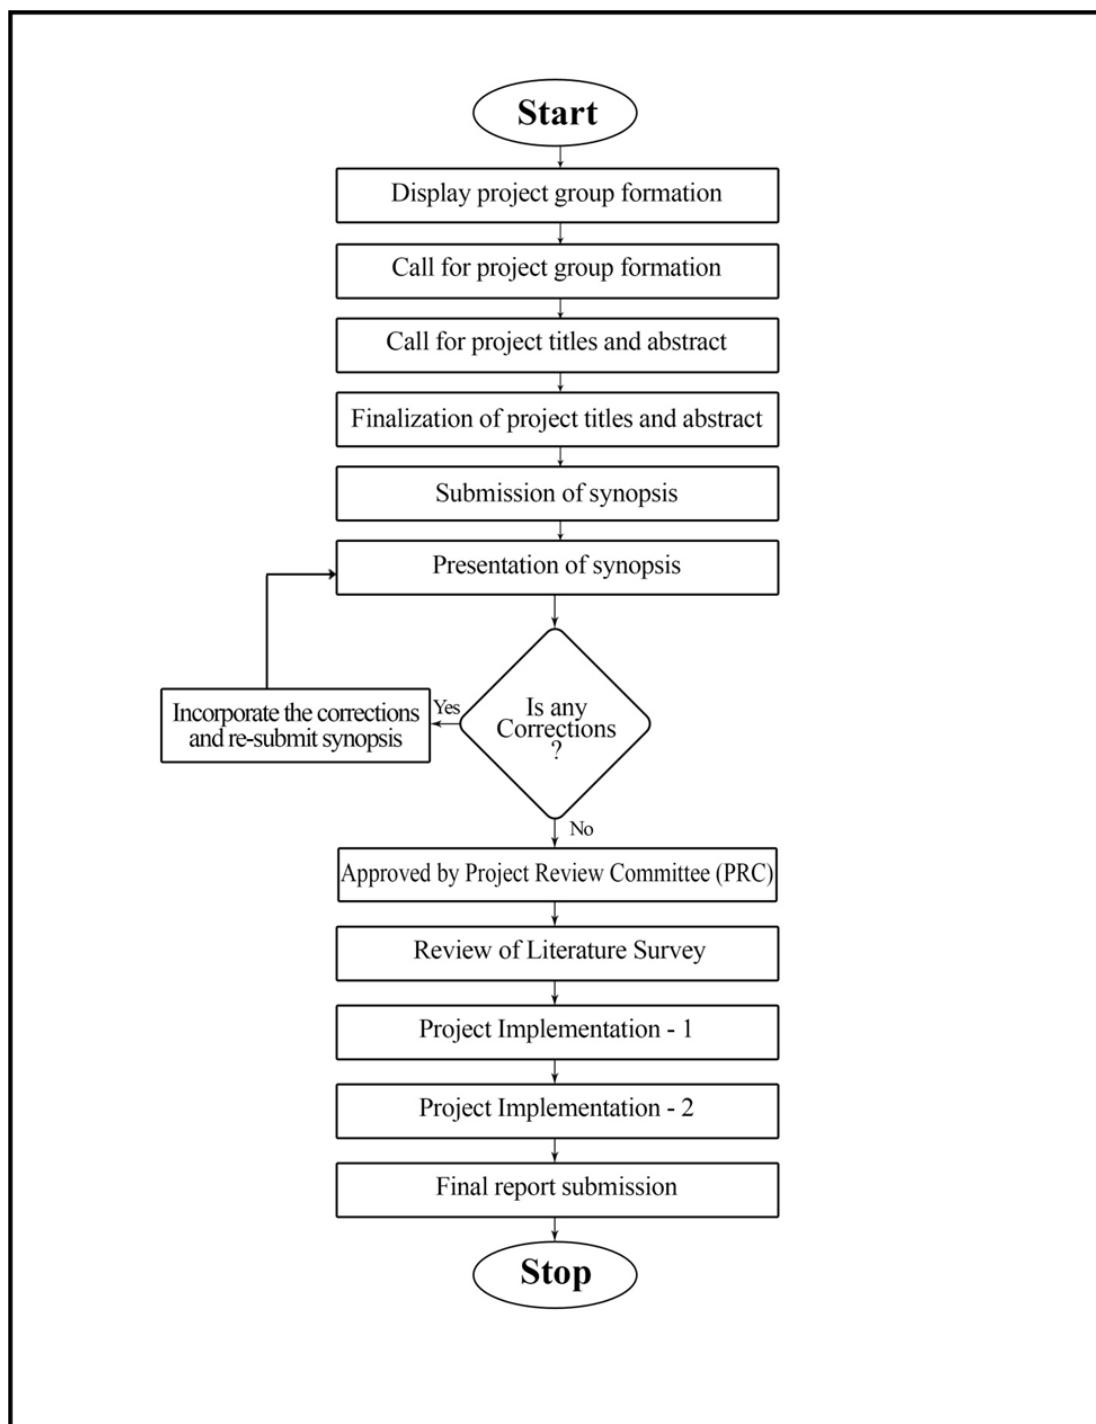 Start
Display project group formation
Call for project group formation
Call for project titles and abstract
Finalization of project titles and abstract
Submission of synopsis
Presentation of synopsis
Is any
Corrections
?
Yes
Incorporate the corrections
and re-submit synopsis
No
Approved by Project Review Committee (PRC)
Review of Literature Survey
Project Implementation - 1
Project Implementation - 2
Final report submission
Stop